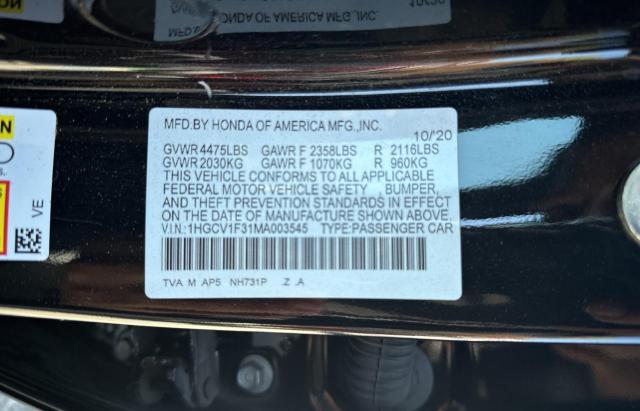 MFD.BY HONDA OF AMERICA MFG.,INC.
10/20
GVWR 4475LBS GAWR F 2358LBS R 2116LBS
GVWR 2030KG GAWR F 1070KG R 960KG
THIS VEHICLE CONFORMS TO ALL APPLICABLE
FEDERAL MOTOR VEHICLE SAFETY , BUMPER,
AND THEFT PREVENTION STANDARDS IN EFFECT
ON THE DATE OF MANUFACTURE SHOWN ABOVE.
V.I.N.:1HGCV1F31MA003545 TYPE:PASSENGER CAR
TVA M AP5 NH731P .Z .A
VE